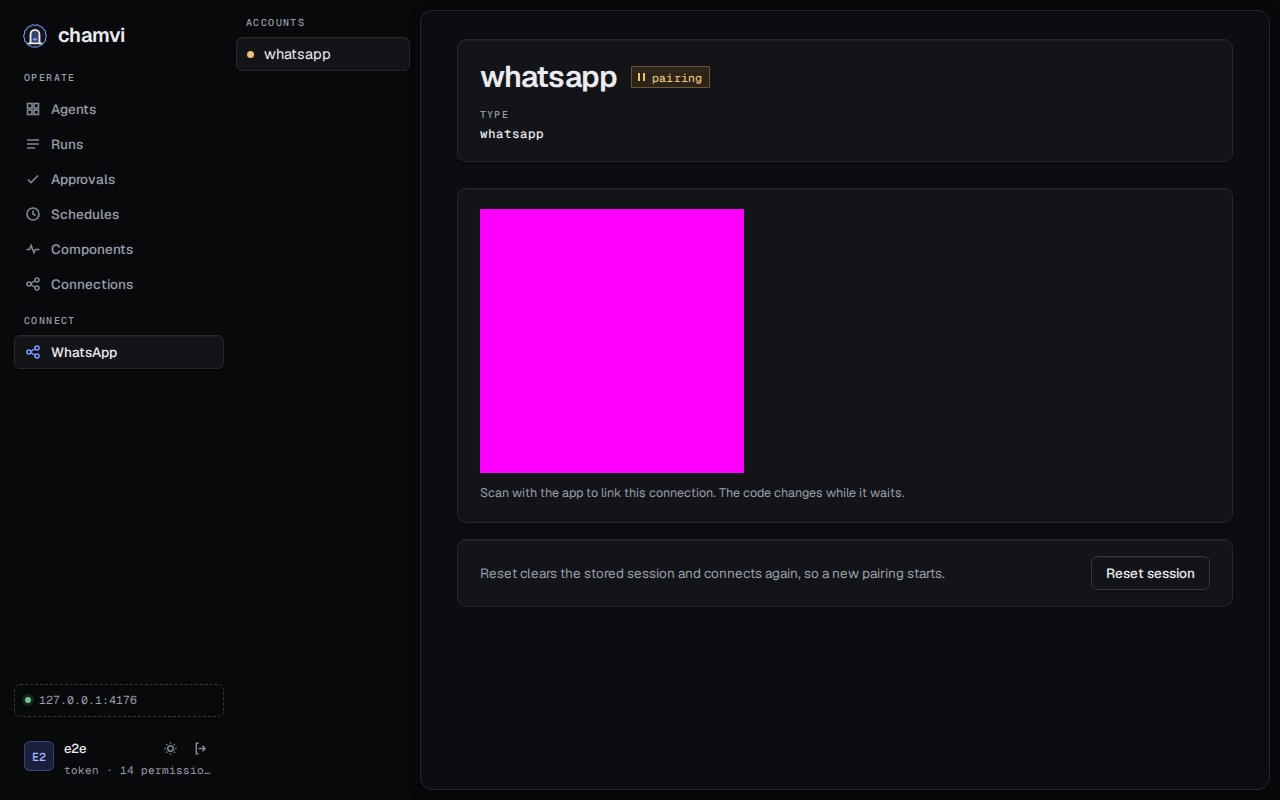 chamvi
OPERATE
Agents
Runs
Approvals
Schedules
Components
Connections
CONNECT
WhatsApp
127.0.0.1:4176
E2
e2e
token · 14 permissio…
ACCOUNTS
whatsapp
whatsapp
pairing
TYPE
whatsapp
Scan with the app to link this connection. The code changes while it waits.
Reset clears the stored session and connects again, so a new pairing starts.
Reset session